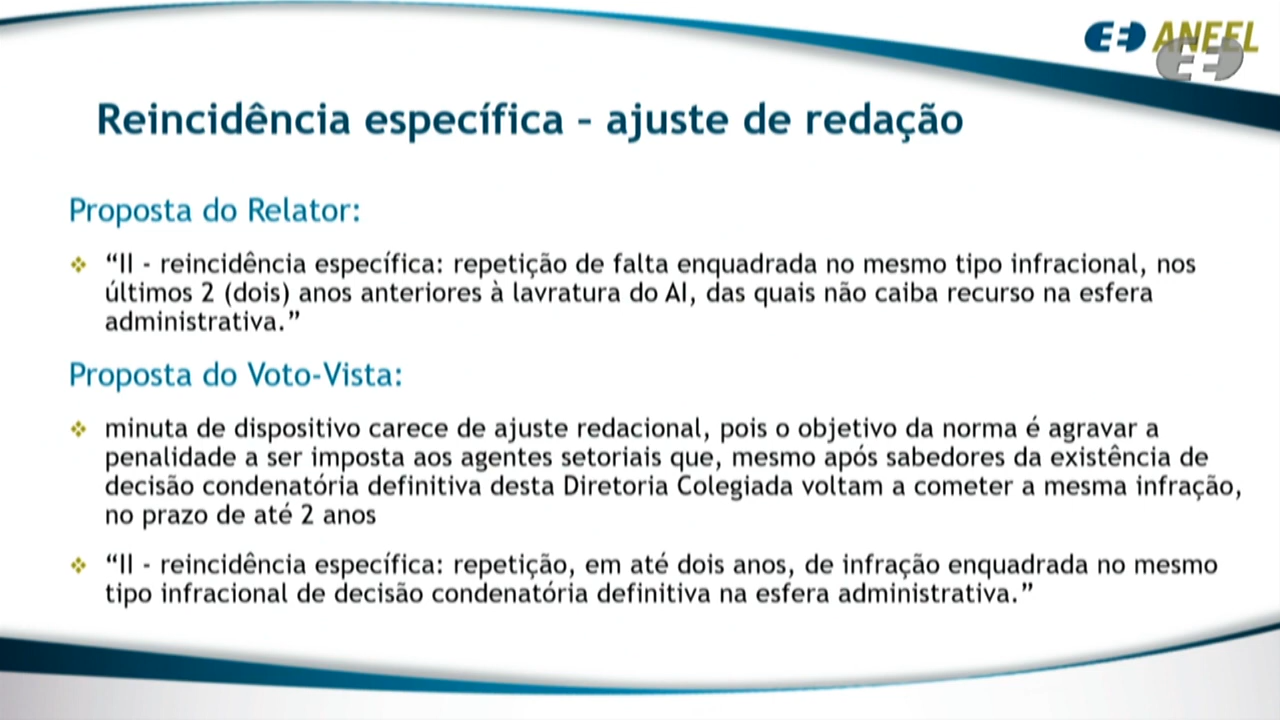 ANEEL
Reincidência específica - ajuste de redação
Proposta do Relator:
“II - reincidência específica: repetição de falta enquadrada no mesmo tipo infracional, nos
últimos 2 (dois) anos anteriores à lavratura do AI, das quais não caiba recurso na esfera
administrativa.”
Proposta do Voto-Vista:
minuta de dispositivo carece de ajuste redacional, pois o objetivo da norma é agravar a
penalidade a ser imposta aos agentes setoriais que, mesmo após sabedores da existência de
decisão condenatória definitiva desta Diretoria Colegiada voltam a cometer a mesma infração,
no prazo de até 2 anos
“II - reincidência específica: repetição, em até dois anos, de infração enquadrada no mesmo
tipo infracional de decisão condenatória definitiva na esfera administrativa.”